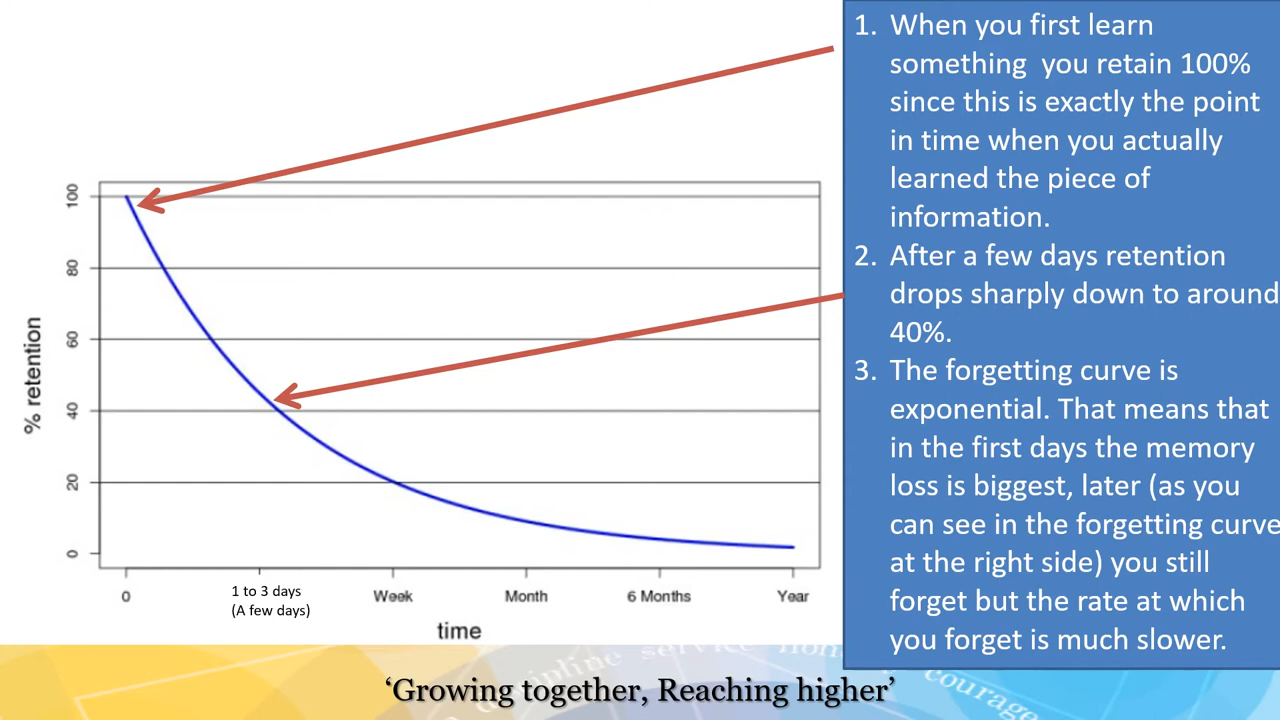 1. When you first learn
something  you retain 100%
since this is exactly the point
in time when you actually
learned the piece of
information.
2. After a few days retention
drops sharply down to around
40%.
3. The forgetting curve is
exponential. That means that
in the first days the memory
loss is biggest, later (as you
can see in the forgetting curve
at the right side) you still
forget but the rate at which
you forget is much slower.
% retention
100
80
60
40
20
0
0
1 to 3 days
(A few days)
Week
Month
6 Months
Year
time
discipline service hon
courage
'Growing together, Reaching higher'